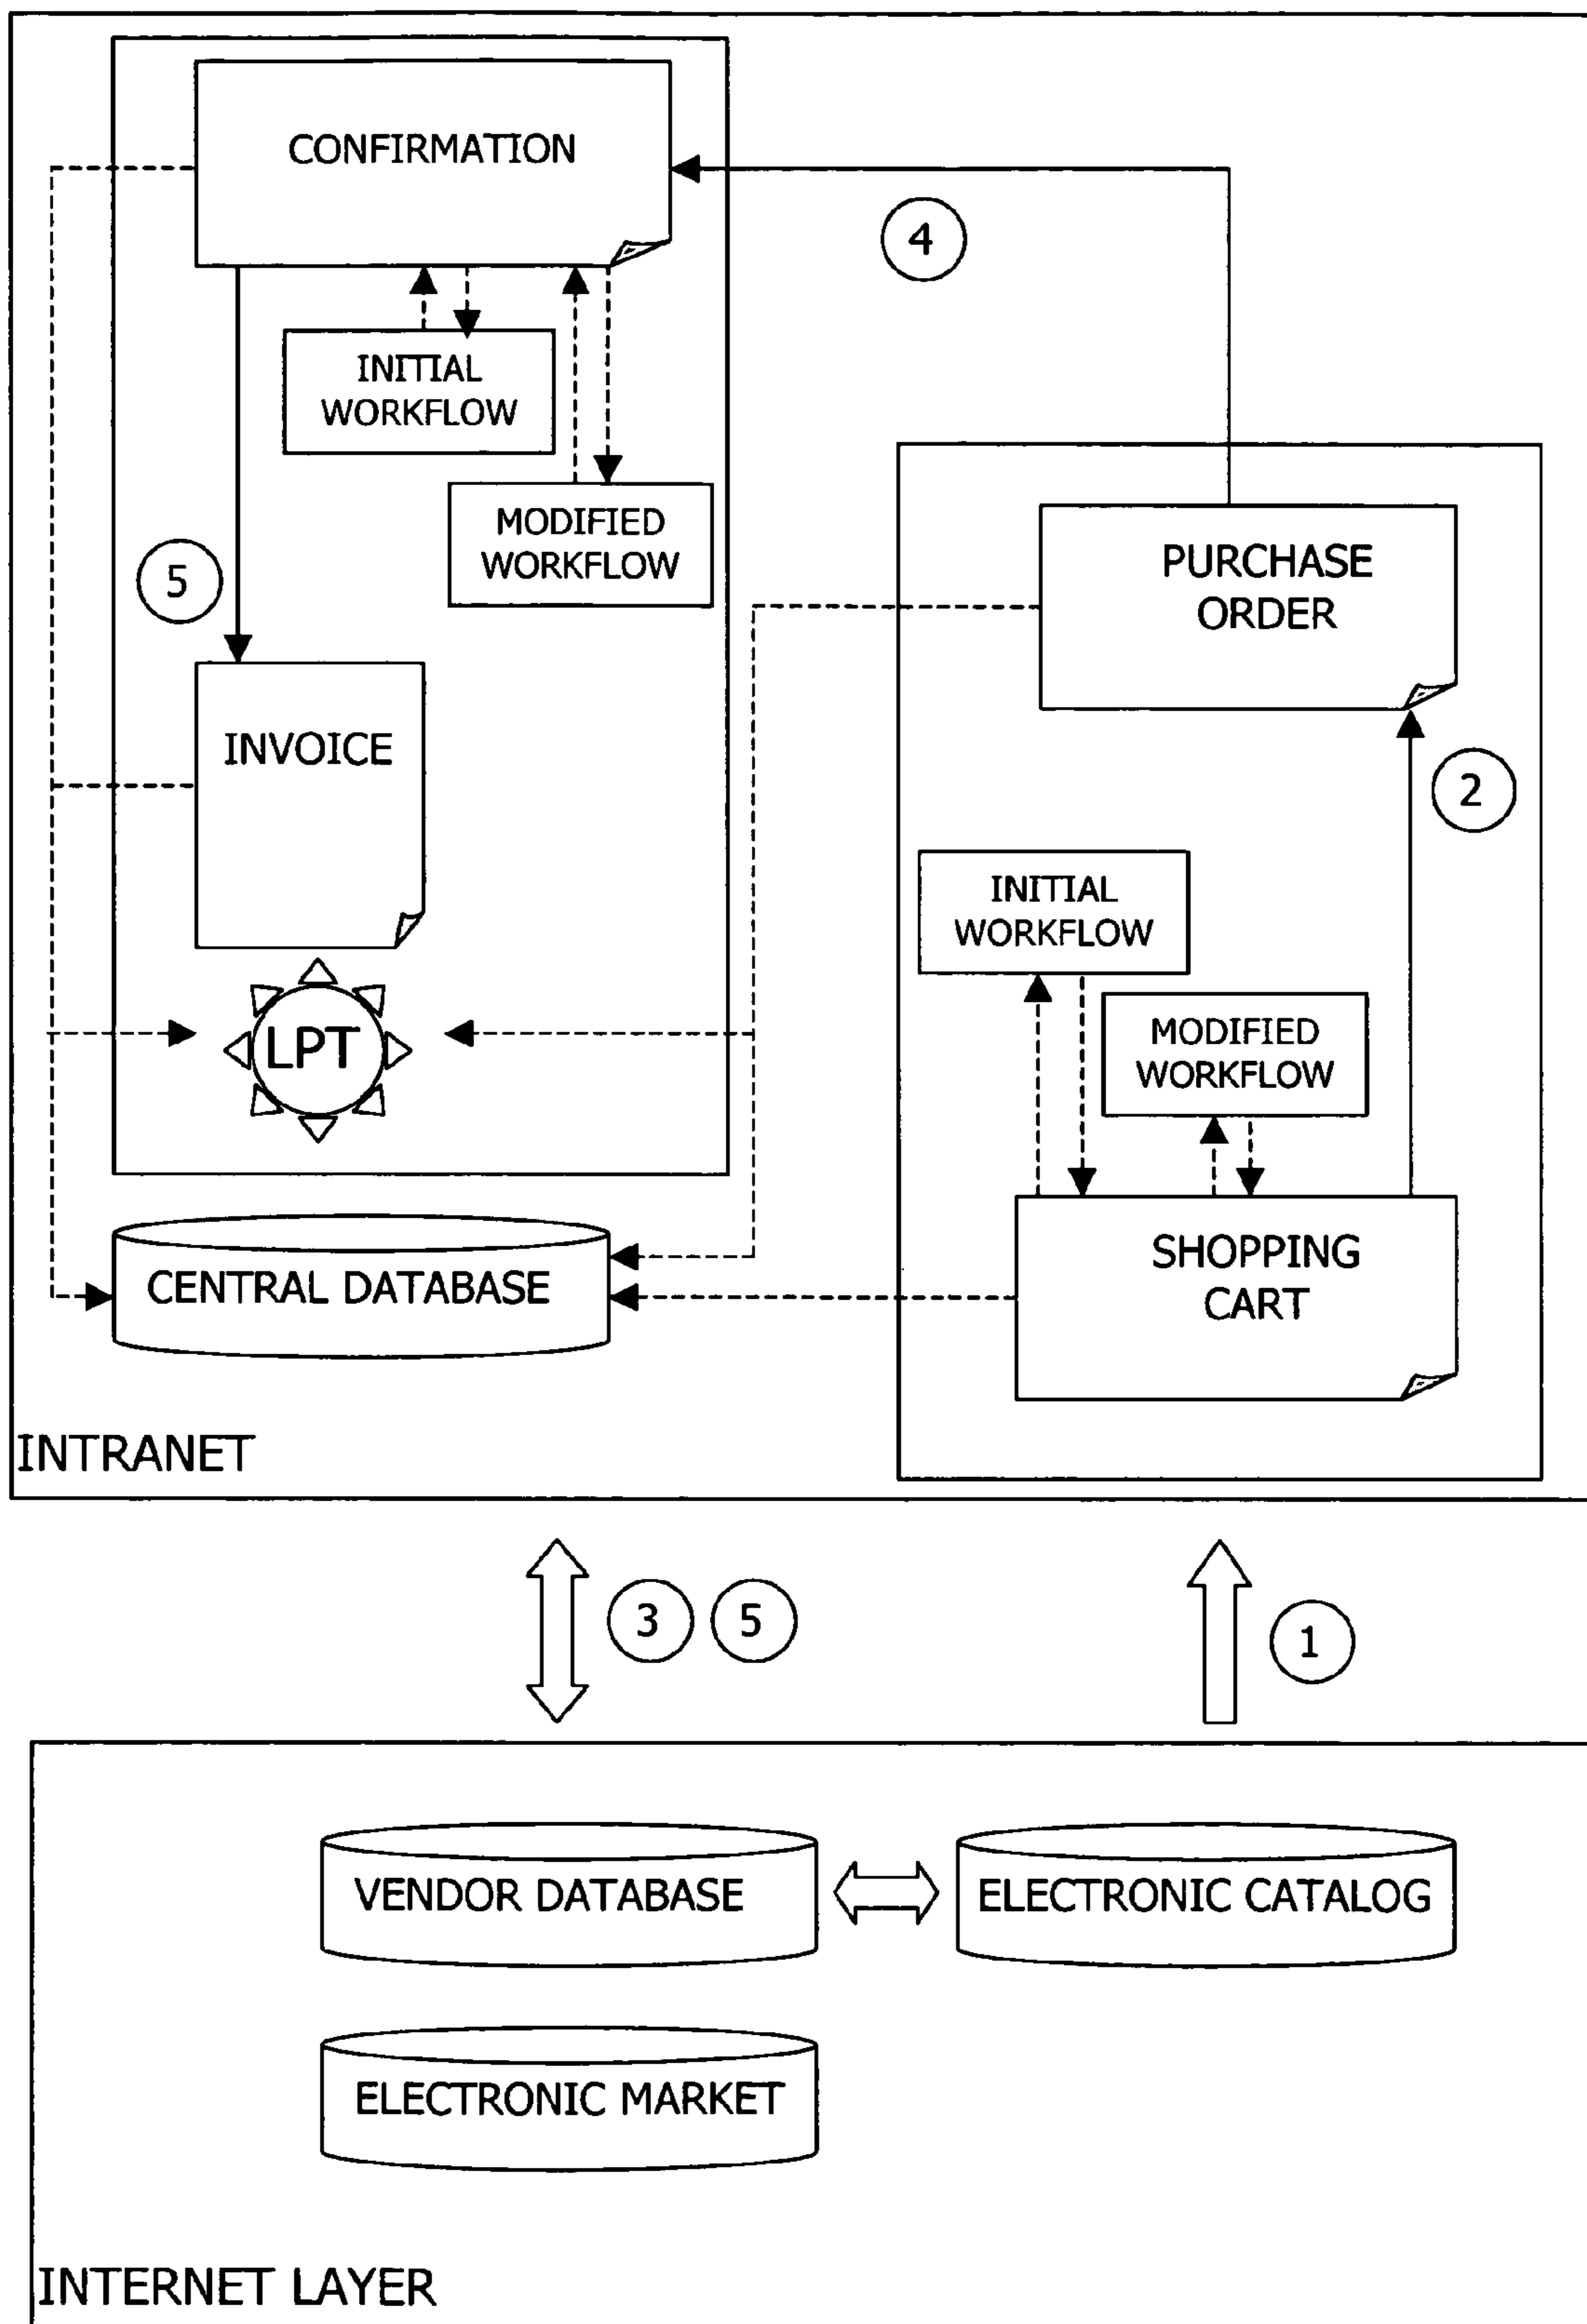 CONFIRMATION
4
INITIAL
WORKFLOW
MODIFIED
WORKFLOW
5
PURCHASE
ORDER
INVOICE
2
INITIAL
WORKFLOW
MODIFIED
WORKFLOW
LPT
SHOPPING
CART
CENTRAL DATABASE
INTRANET
3
5
1
VENDOR DATABASE
ELECTRONIC CATALOG
ELECTRONIC MARKET
INTERNET LAYER